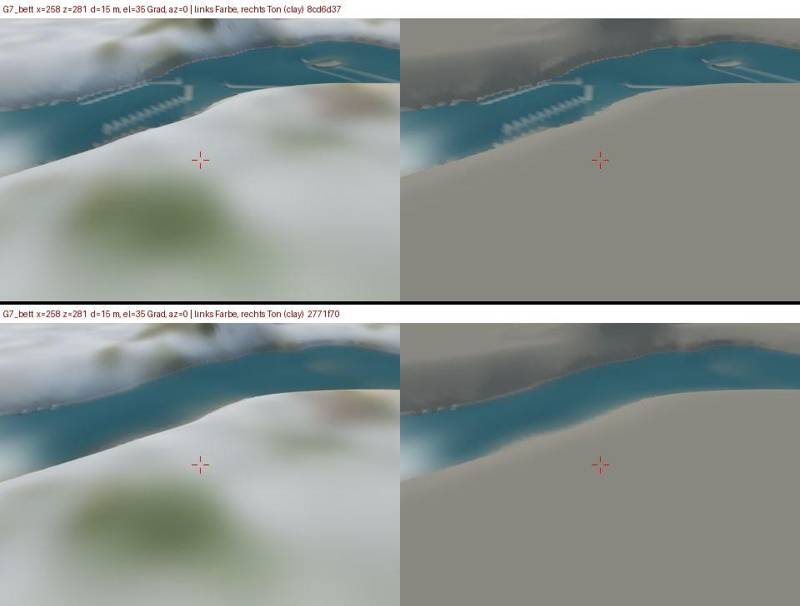 G7_bett x=258 z=281 d=15 m, el=35 Grad, az=0 | links Farbe, rechts Ton (clay) 8cd6d37
G7_bett x=258 z=281 d=15 m, el=35 Grad, az=0 | links Farbe, rechts Ton (clay) 2771f70